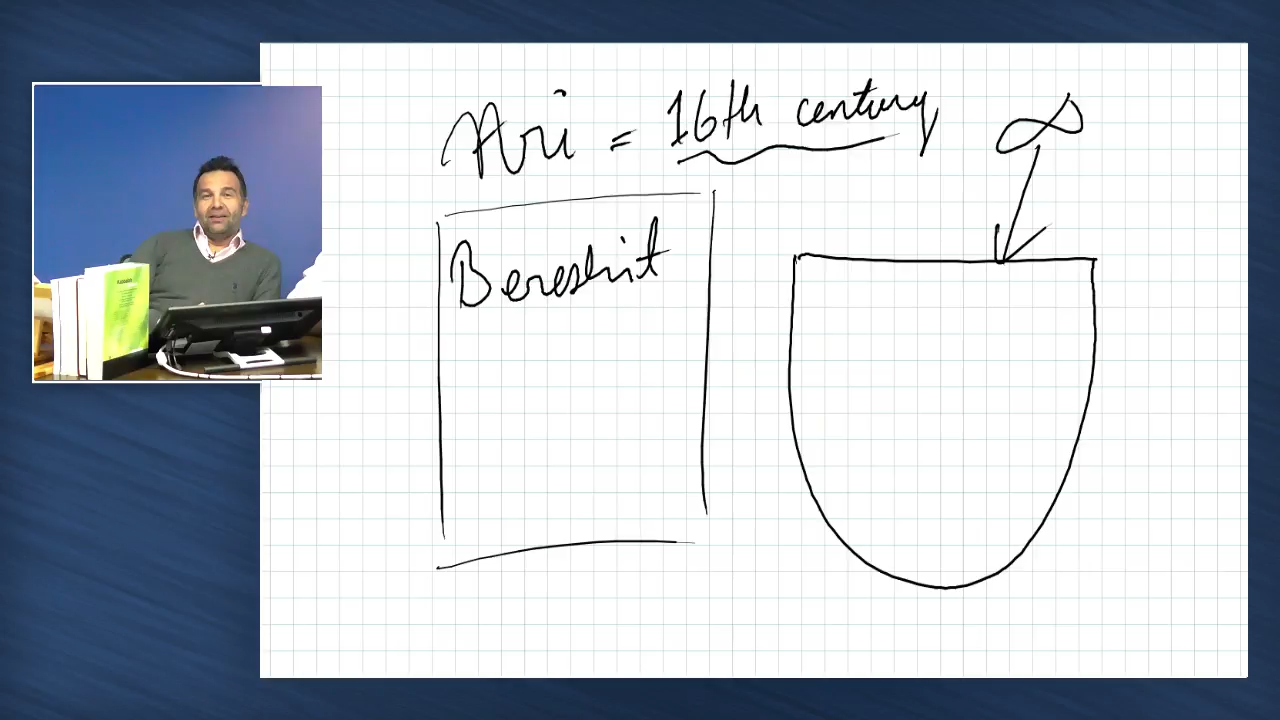 Ari = 16th century
∞
Bereshit